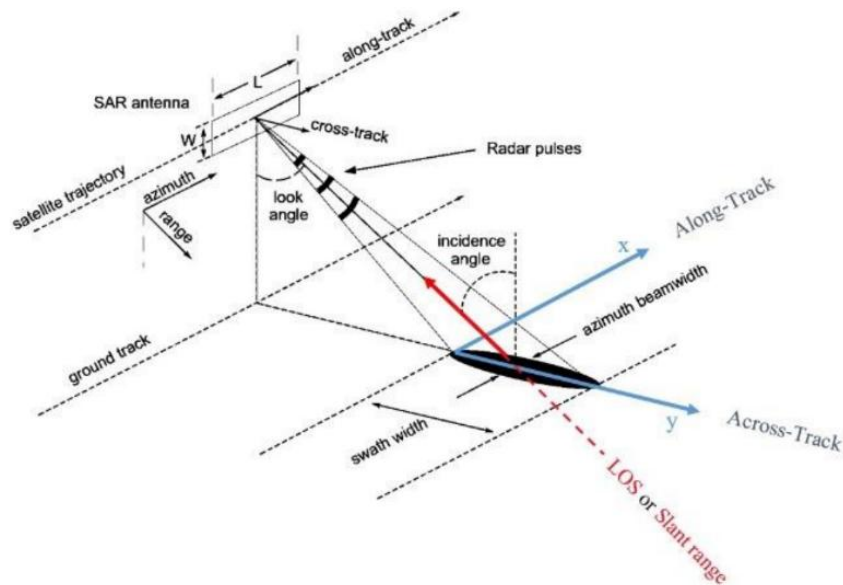 along-track
L
SAR antenna
W
cross-track
Radar pulses
satellite trajectory
azimuth
range
look
angle
incidence
angle
x
Along-Track
azimuth beamwidth
ground track
swath width
y
Across-Track
LOS or Slant range